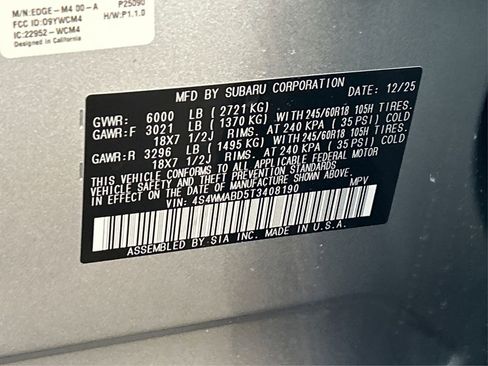 M/N:EDGE-M4 00-A P25090
FCC ID:O9YWCM4 H/P1.1.0
IC:22952-WCM4
Designed in California
MFD BY SUBARU CORPORATION DATE: 12/25
GVWR: 6000 LB (2721 KG)
GAWR:F 3021 LB (1370 KG) WITH 245/60R18 105H TIRES.
18X7 1/2J RIMS. AT 240 KPA (35 PSI) COLD
GAWR:R 3296 LB (1495 KG) WITH 245/60R18 105H TIRES.
18X7 1/2J RIMS. AT 240 KPA (35 PSI) COLD
THIS VEHICLE CONFORMS TO ALL APPLICABLE FEDERAL MOTOR
VEHICLE SAFETY, BUMPER, AND THEFT PREVENTION STANDARDS
IN EFFECT ON THE DATE OF MANUFACTURE SHOWN ABOVE.
VIN: 4S4WMABD5T3408190 MPV
ASSEMBLED BY SIA INC. MADE IN U.S.A.